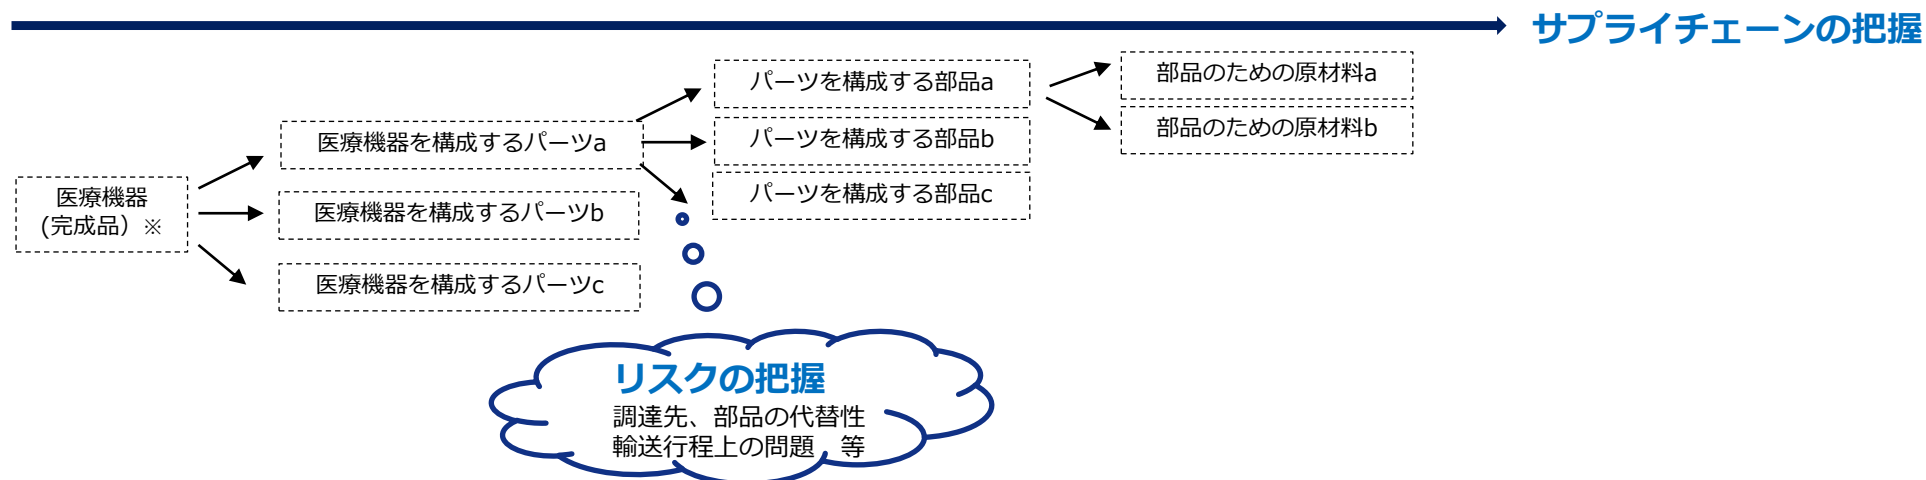 サプライチェーンの把握
医療機器
(完成品）※
医療機器を構成するパーツa
医療機器を構成するパーツb
医療機器を構成するパーツc
パーツを構成する部品a
パーツを構成する部品b
パーツを構成する部品c
部品のための原材料a
部品のための原材料b
リスクの把握
調達先、部品の代替性
輸送行程上の問題　等